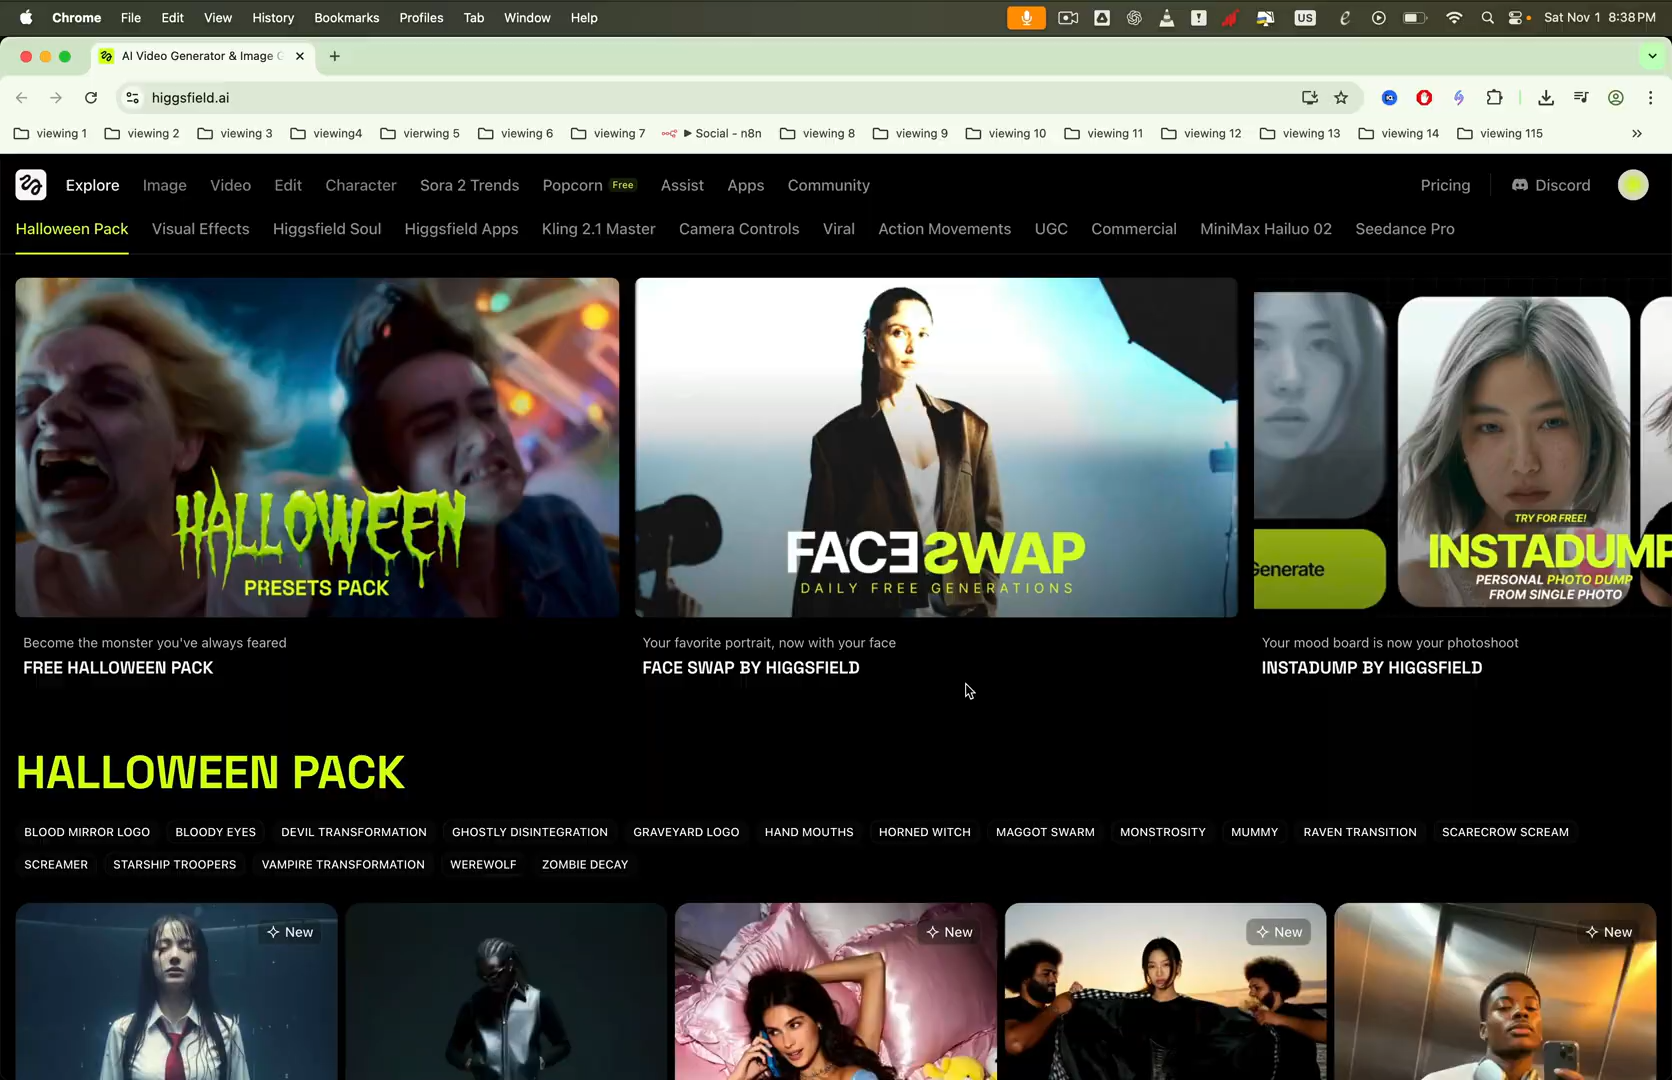 Chrome File Edit View History Bookmarks Profiles Tab Window Help US Sat Nov 1 8:38 PM
AI Video Generator & Image G
higgsfield.ai
viewing 1 viewing 2 viewing 3 viewing4 vierwing 5 viewing 6 viewing 7 ▶ Social - n8n viewing 8 viewing 9 viewing 10 viewing 11 viewing 12 viewing 13 viewing 14 viewing 115 »
Explore Image Video Edit Character Sora 2 Trends Popcorn Free Assist Apps Community Pricing Discord
Halloween Pack Visual Effects Higgsfield Soul Higgsfield Apps Kling 2.1 Master Camera Controls Viral Action Movements UGC Commercial MiniMax Hailuo 02 Seedance Pro
HALLOWEEN
PRESETS PACK
FACE SWAP
DAILY FREE GENERATIONS
Generate
TRY FOR FREE!
INSTADUMP
PERSONAL PHOTO DUMP
FROM SINGLE PHOTO
Become the monster you've always feared
FREE HALLOWEEN PACK
Your favorite portrait, now with your face
FACE SWAP BY HIGGSFIELD
Your mood board is now your photoshoot
INSTADUMP BY HIGGSFIELD
HALLOWEEN PACK
BLOOD MIRROR LOGO BLOODY EYES DEVIL TRANSFORMATION GHOSTLY DISINTEGRATION GRAVEYARD LOGO HAND MOUTHS HORNED WITCH MAGGOT SWARM MONSTROSITY MUMMY RAVEN TRANSITION SCARECROW SCREAM
SCREAMER STARSHIP TROOPERS VAMPIRE TRANSFORMATION WEREWOLF ZOMBIE DECAY
New New New New